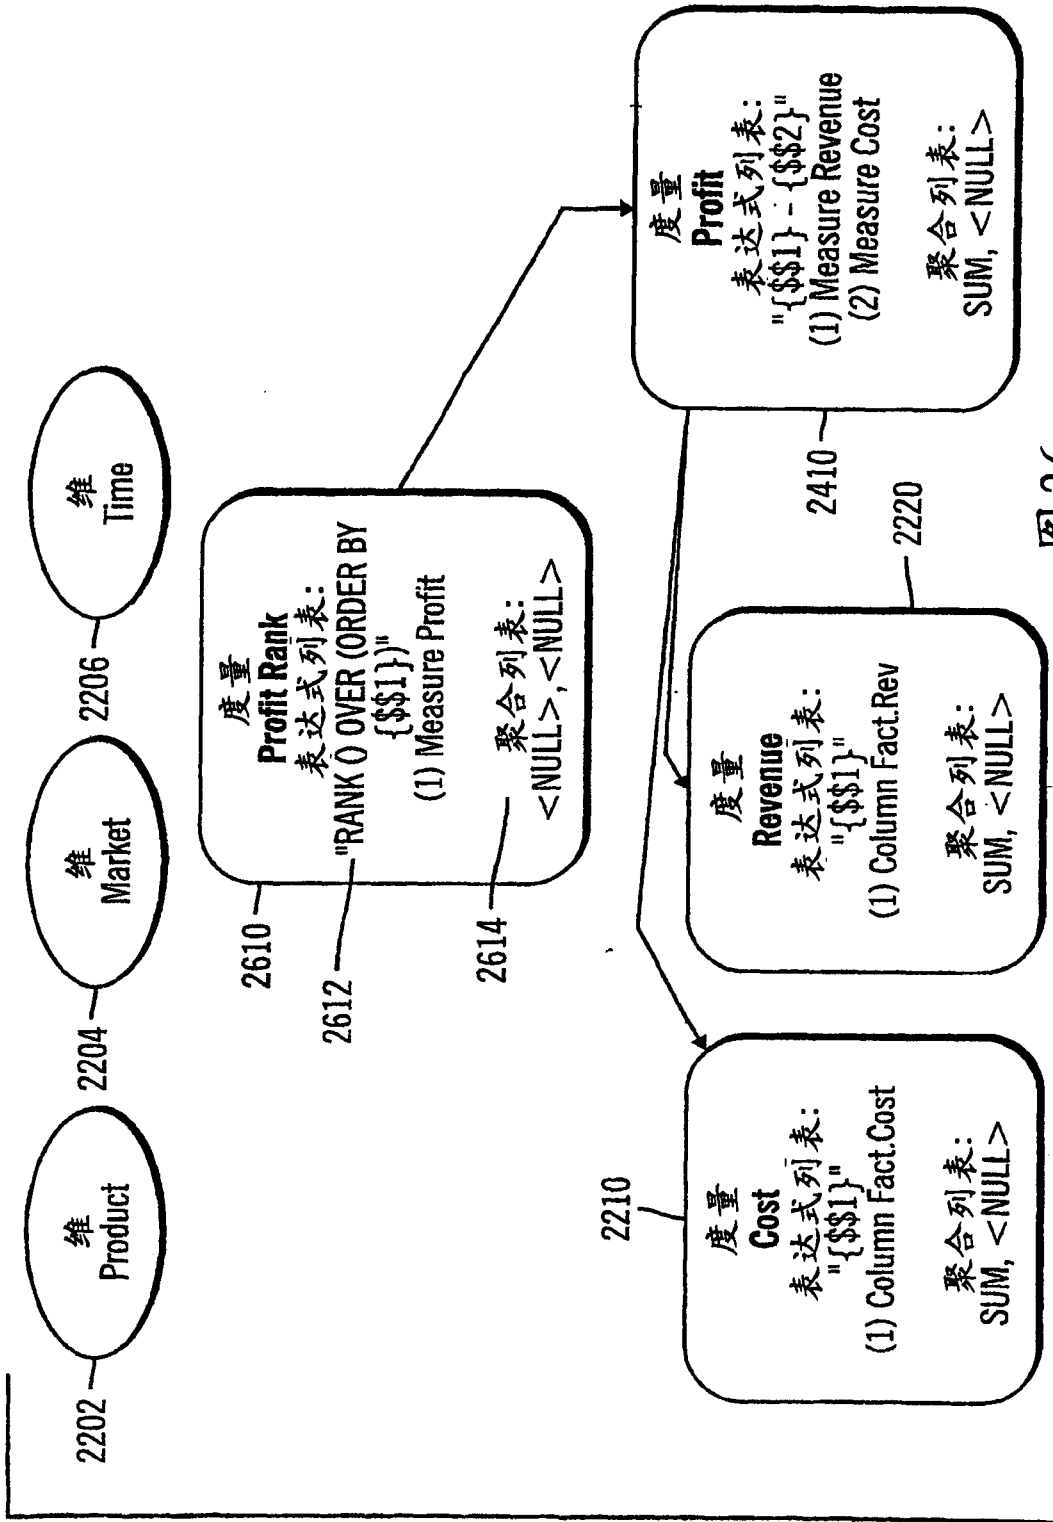 维
Product
2202
维
Market
2204
维
Time
2206
度量
Profit Rank
表达式列表:
"RANK () OVER (ORDER BY
{$$1})"
(1) Measure Profit
聚合列表:
<NULL>,<NULL>
2610
2612
2614
度量
Cost
表达式列表:
"{$$1}"
(1) Column Fact.Cost
聚合列表:
SUM, <NULL>
2210
度量
Revenue
表达式列表:
"{$$1}"
(1) Column Fact.Rev
聚合列表:
SUM, <NULL>
2220
度量
Profit
表达式列表:
"{$$1} - {$$2}"
(1) Measure Revenue
(2) Measure Cost
聚合列表:
SUM, <NULL>
2410